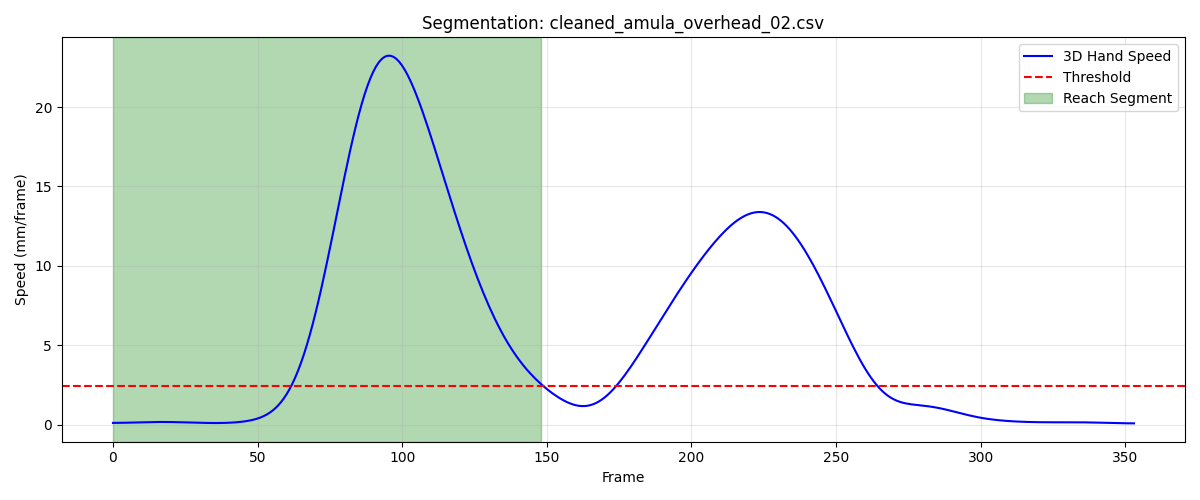 Segmentation: cleaned_amula_overhead_02.csv
3D Hand Speed
Threshold
Reach Segment
Speed (mm/frame)
20
15
10
5
0
0 50 100 150 200 250 300 350
Frame